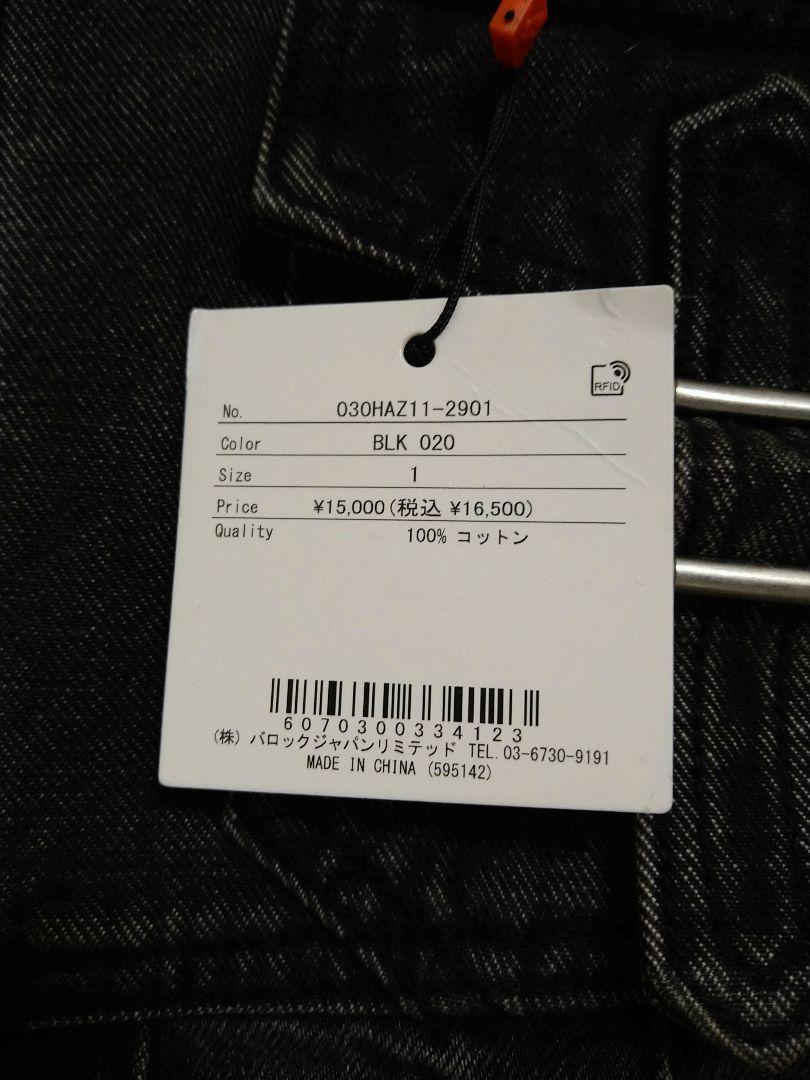 RFID
No. 030HAZ11-2901
Color BLK 020
Size 1
Price ¥15,000(税込 ¥16,500)
Quality 100% コットン
6070300334123
(株) バロックジャパンリミテッド TEL.03-6730-9191
MADE IN CHINA (595142)